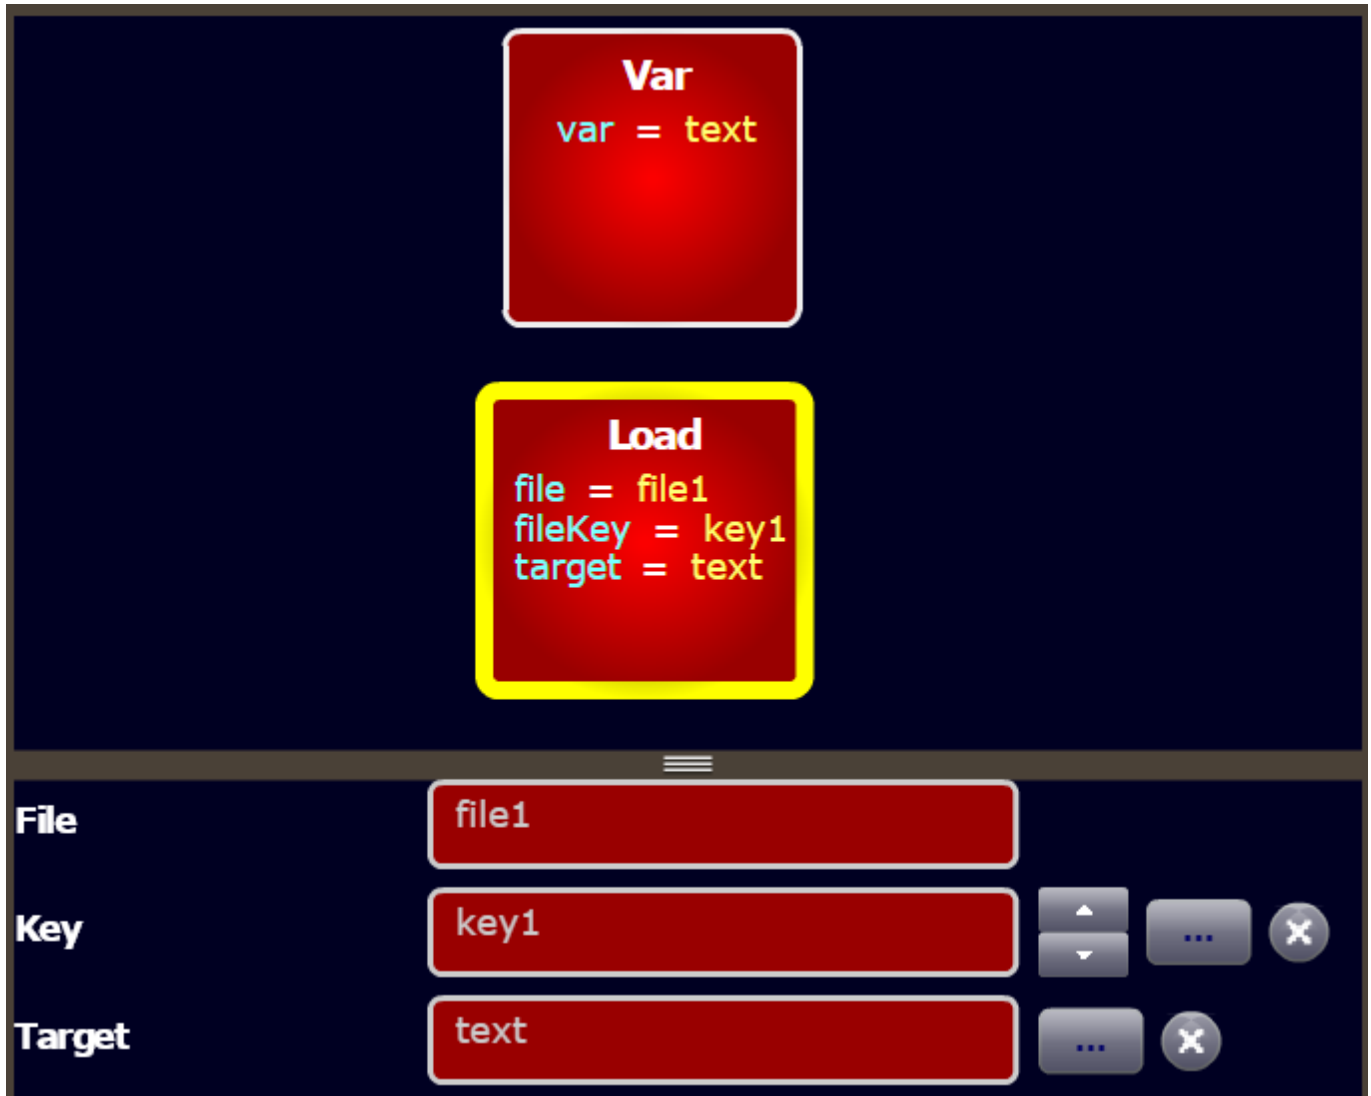 Var
var = text
Load
file = file1
fileKey = key1
target = text
File
file1
Key
key1
...
Target
text
...